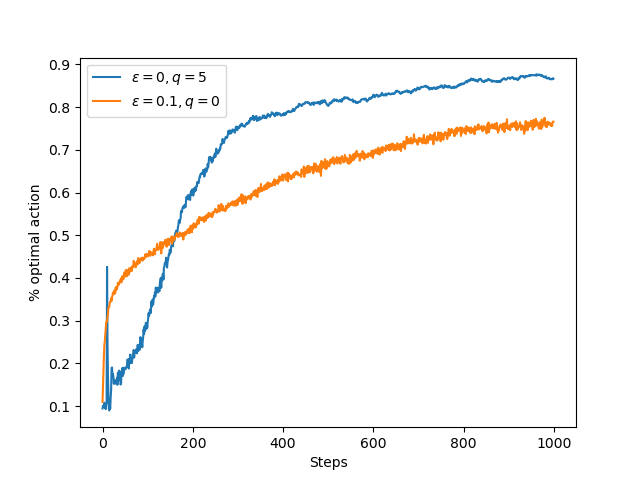 0.9
0.8
0.7
0.6
0.5
0.4
0.3
0.2
0.1
% optimal action
ε = 0, q = 5
ε = 0.1, q = 0
0 200 400 600 800 1000
Steps